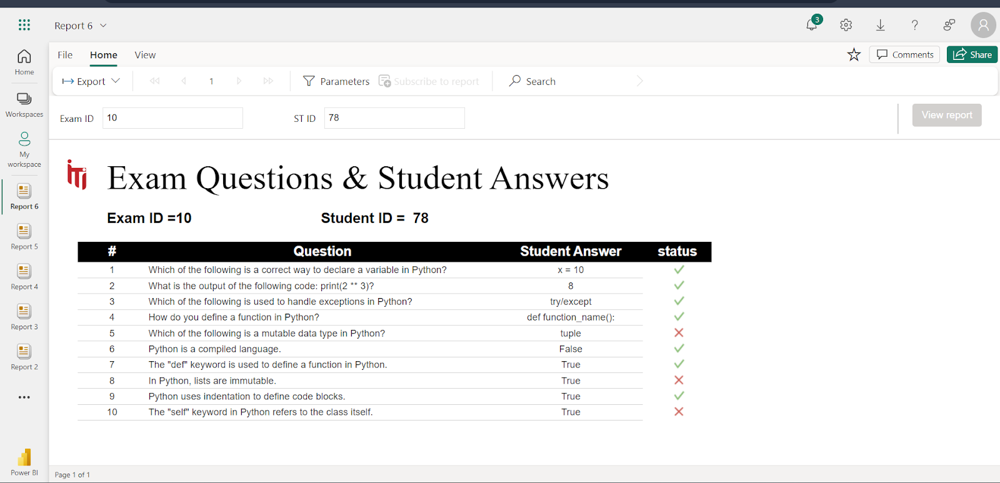 Report 6
3
File Home View
Comments
Share
Export
1
Parameters
Subscribe to report
Search
Home
Workspaces
My
workspace
Report 6
Report 5
Report 4
Report 3
Report 2
Power BI
Exam ID 10 ST ID 78
View report
iTi Exam Questions & Student Answers
Exam ID =10 Student ID = 78
# Question Student Answer status
1 Which of the following is a correct way to declare a variable in Python? x = 10
2 What is the output of the following code: print(2 ** 3)? 8
3 Which of the following is used to handle exceptions in Python? try/except
4 How do you define a function in Python? def function_name():
5 Which of the following is a mutable data type in Python? tuple
6 Python is a compiled language. False
7 The "def" keyword is used to define a function in Python. True
8 In Python, lists are immutable. True
9 Python uses indentation to define code blocks. True
10 The "self" keyword in Python refers to the class itself. True
Page 1 of 1